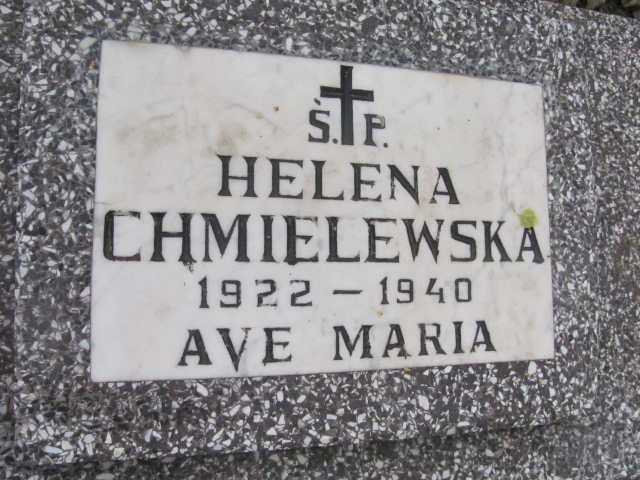 Ś. P.
HELENA
CHMIELEWSKA
1922 – 1940
AVE MARIA